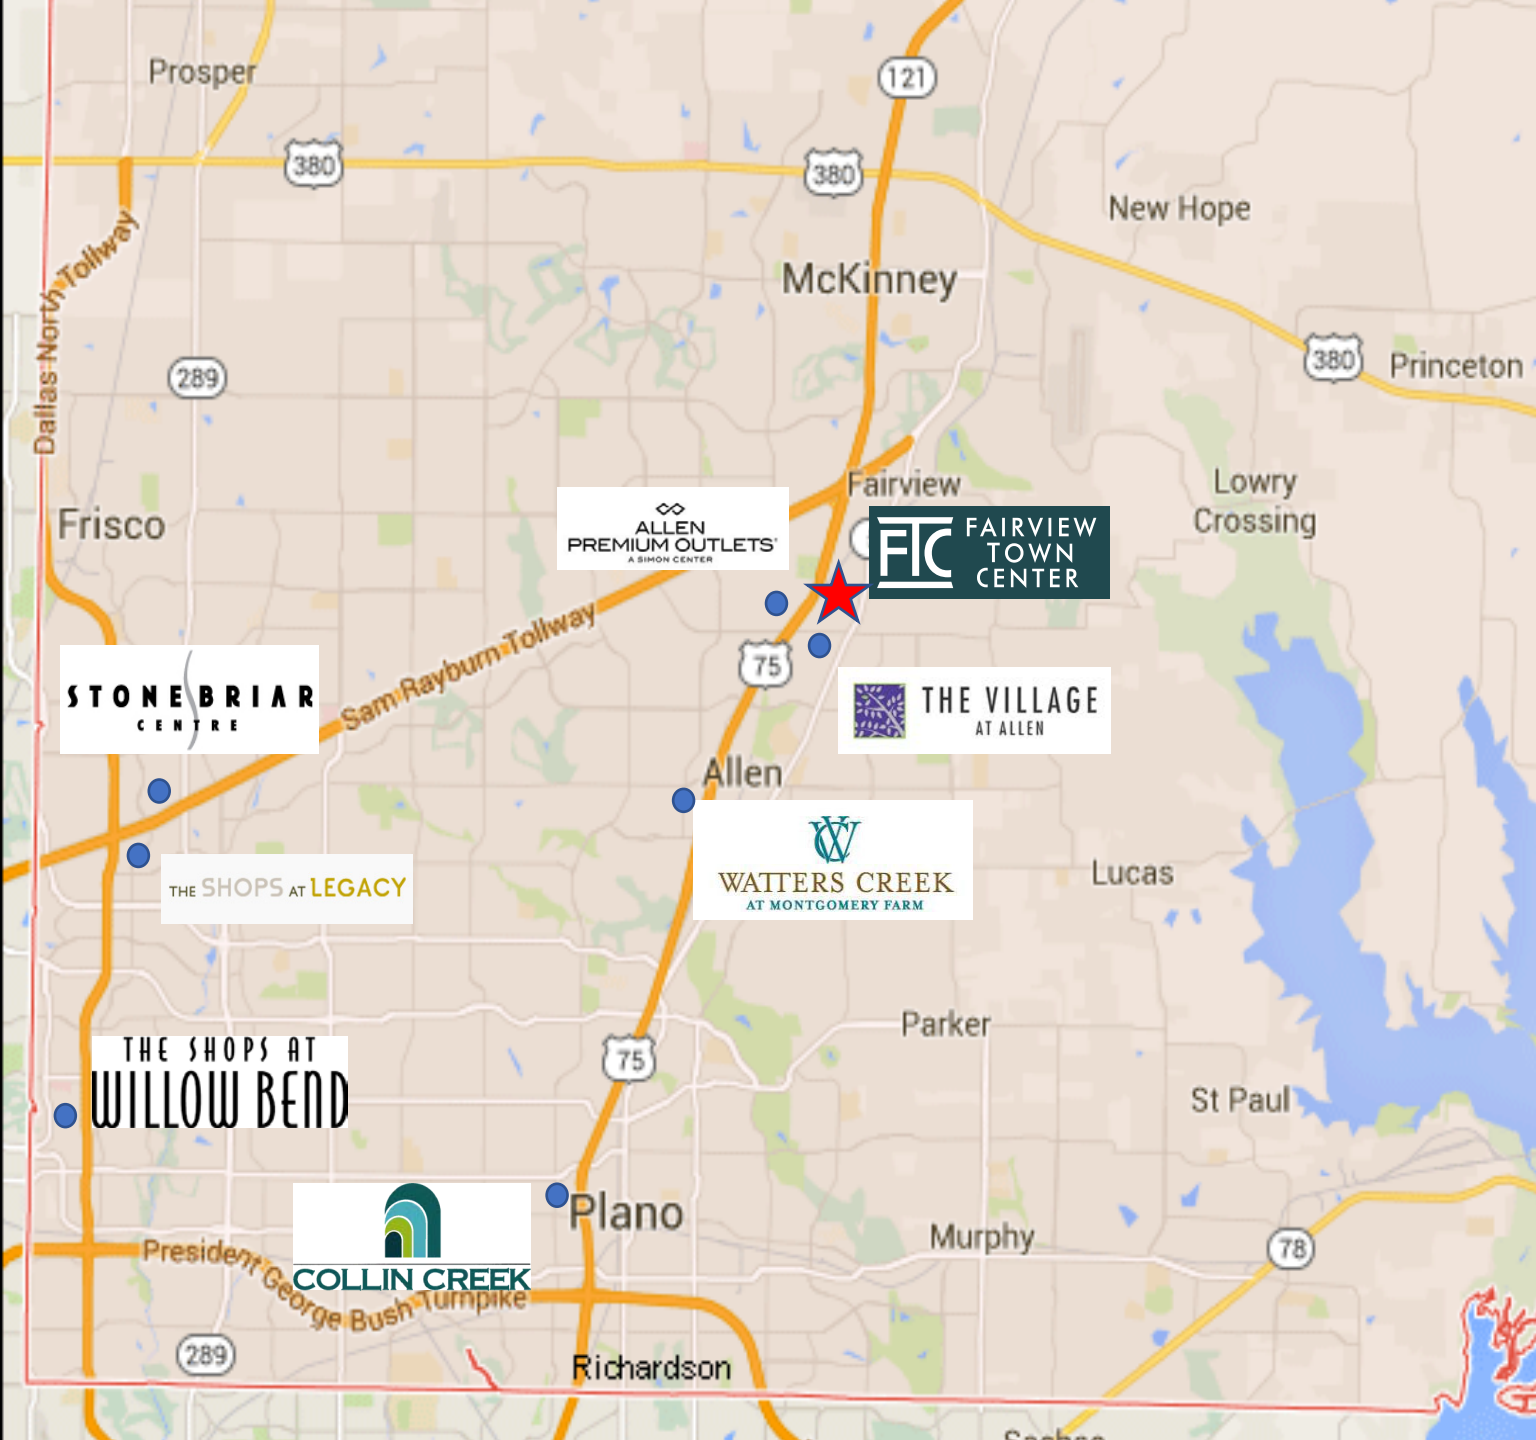 Prosper
121
380
380
New Hope
Dallas North Tollway
McKinney
380
Princeton
289
Fairview
Lowry
Crossing
Frisco
ALLEN
PREMIUM OUTLETS
A SIMON CENTER
FTC
FAIRVIEW
TOWN
CENTER
Sam Rayburn Tollway
75
STONEBRIAR
CENTRE
THE VILLAGE
AT ALLEN
Allen
WC
WATTERS CREEK
AT MONTGOMERY FARM
THE SHOPS AT LEGACY
Lucas
Parker
THE SHOPS AT
WILLOW BEND
75
St Paul
Plano
COLLIN CREEK
Murphy
78
President George Bush Turnpike
289
Richardson